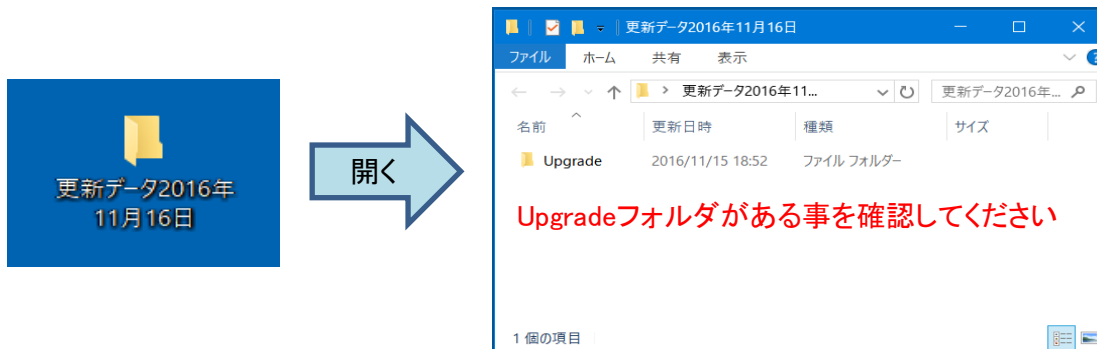 更新データ2016年
11月16日
開く
更新データ2016年11月16日
ファイル ホーム 共有 表示
更新データ2016年11... 更新データ2016年...
名前 更新日時 種類 サイズ
Upgrade 2016/11/15 18:52 ファイル フォルダー
Upgradeフォルダがある事を確認してください
1 個の項目